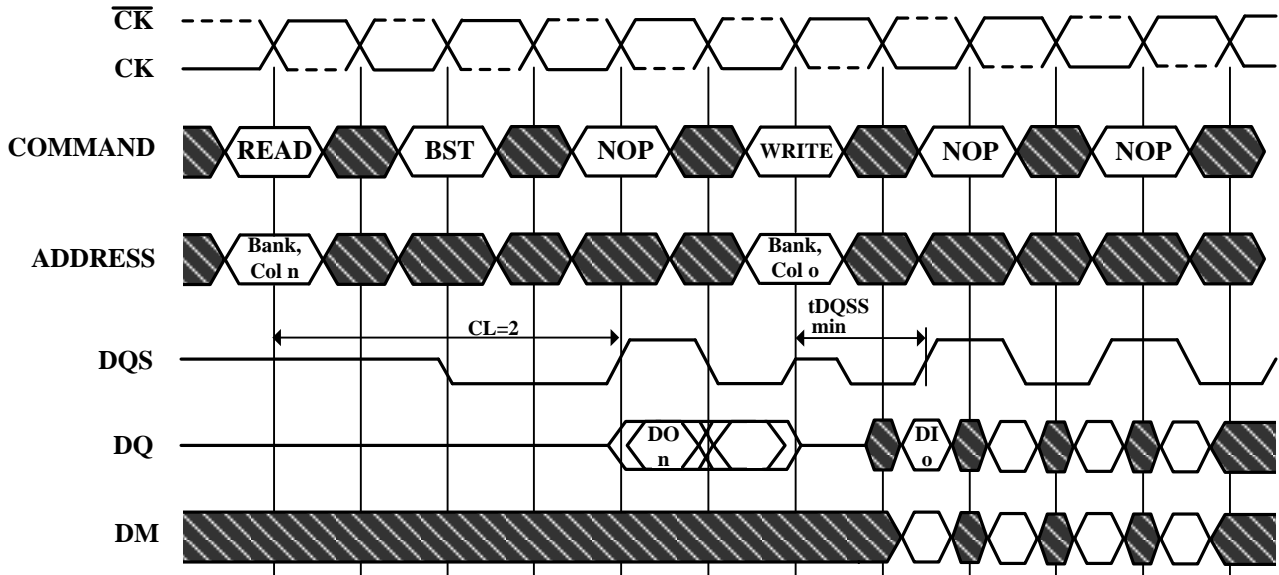 CK
CK
COMMAND READ BST NOP WRITE NOP NOP
ADDRESS Bank, Col n Bank, Col o
tDQSS
CL=2 min
DQS
DQ DO n DI o
DM